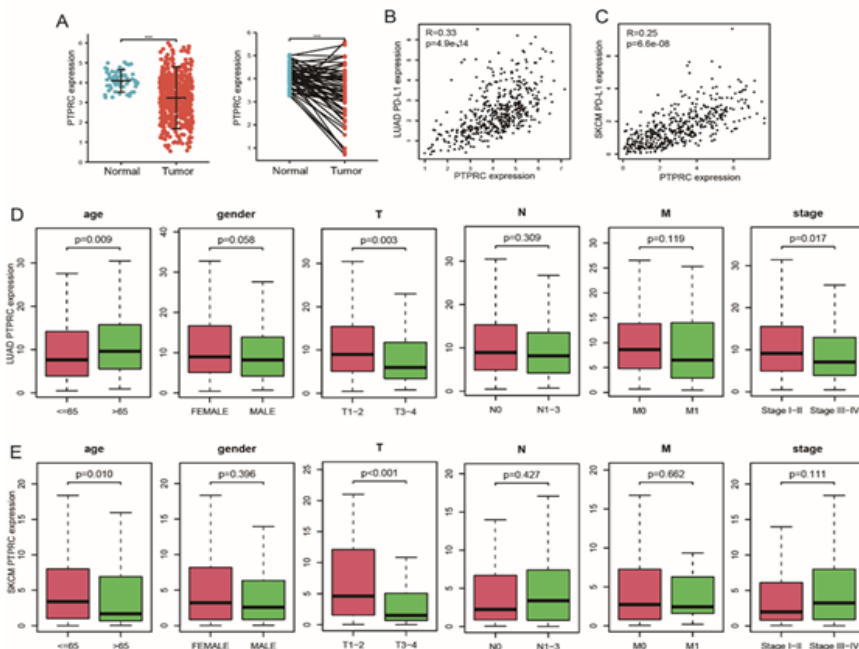 A
B
C
***
***
R=0.33
p=4.9e-14
R=0.25
p=6.6e-08
PTPRC expression
PTPRC expression
LUAD PD-L1 expression
SKCM PD-L1 expression
Normal Tumor
Normal Tumor
PTPRC expression
PTPRC expression
D
age
gender
T
N
M
stage
p=0.009
p=0.058
p=0.003
p=0.309
p=0.119
p=0.017
LUAD PTPRC expression
<=65 >65
FEMALE MALE
T1-2 T3-4
N0 N1-3
M0 M1
Stage I-II Stage III-IV
E
age
gender
T
N
M
stage
p=0.010
p=0.396
p<0.001
p=0.427
p=0.662
p=0.111
SKCM PTPRC expression
<=65 >65
FEMALE MALE
T1-2 T3-4
N0 N1-3
M0 M1
Stage I-II Stage III-IV